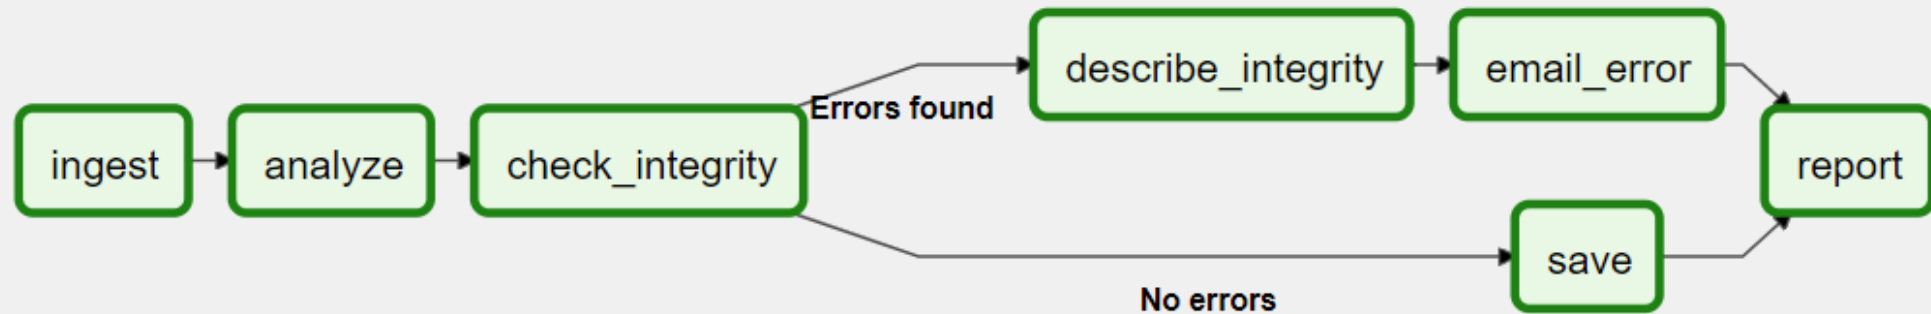 ingest
analyze
check_integrity
Errors found
describe_integrity
email_error
No errors
save
report